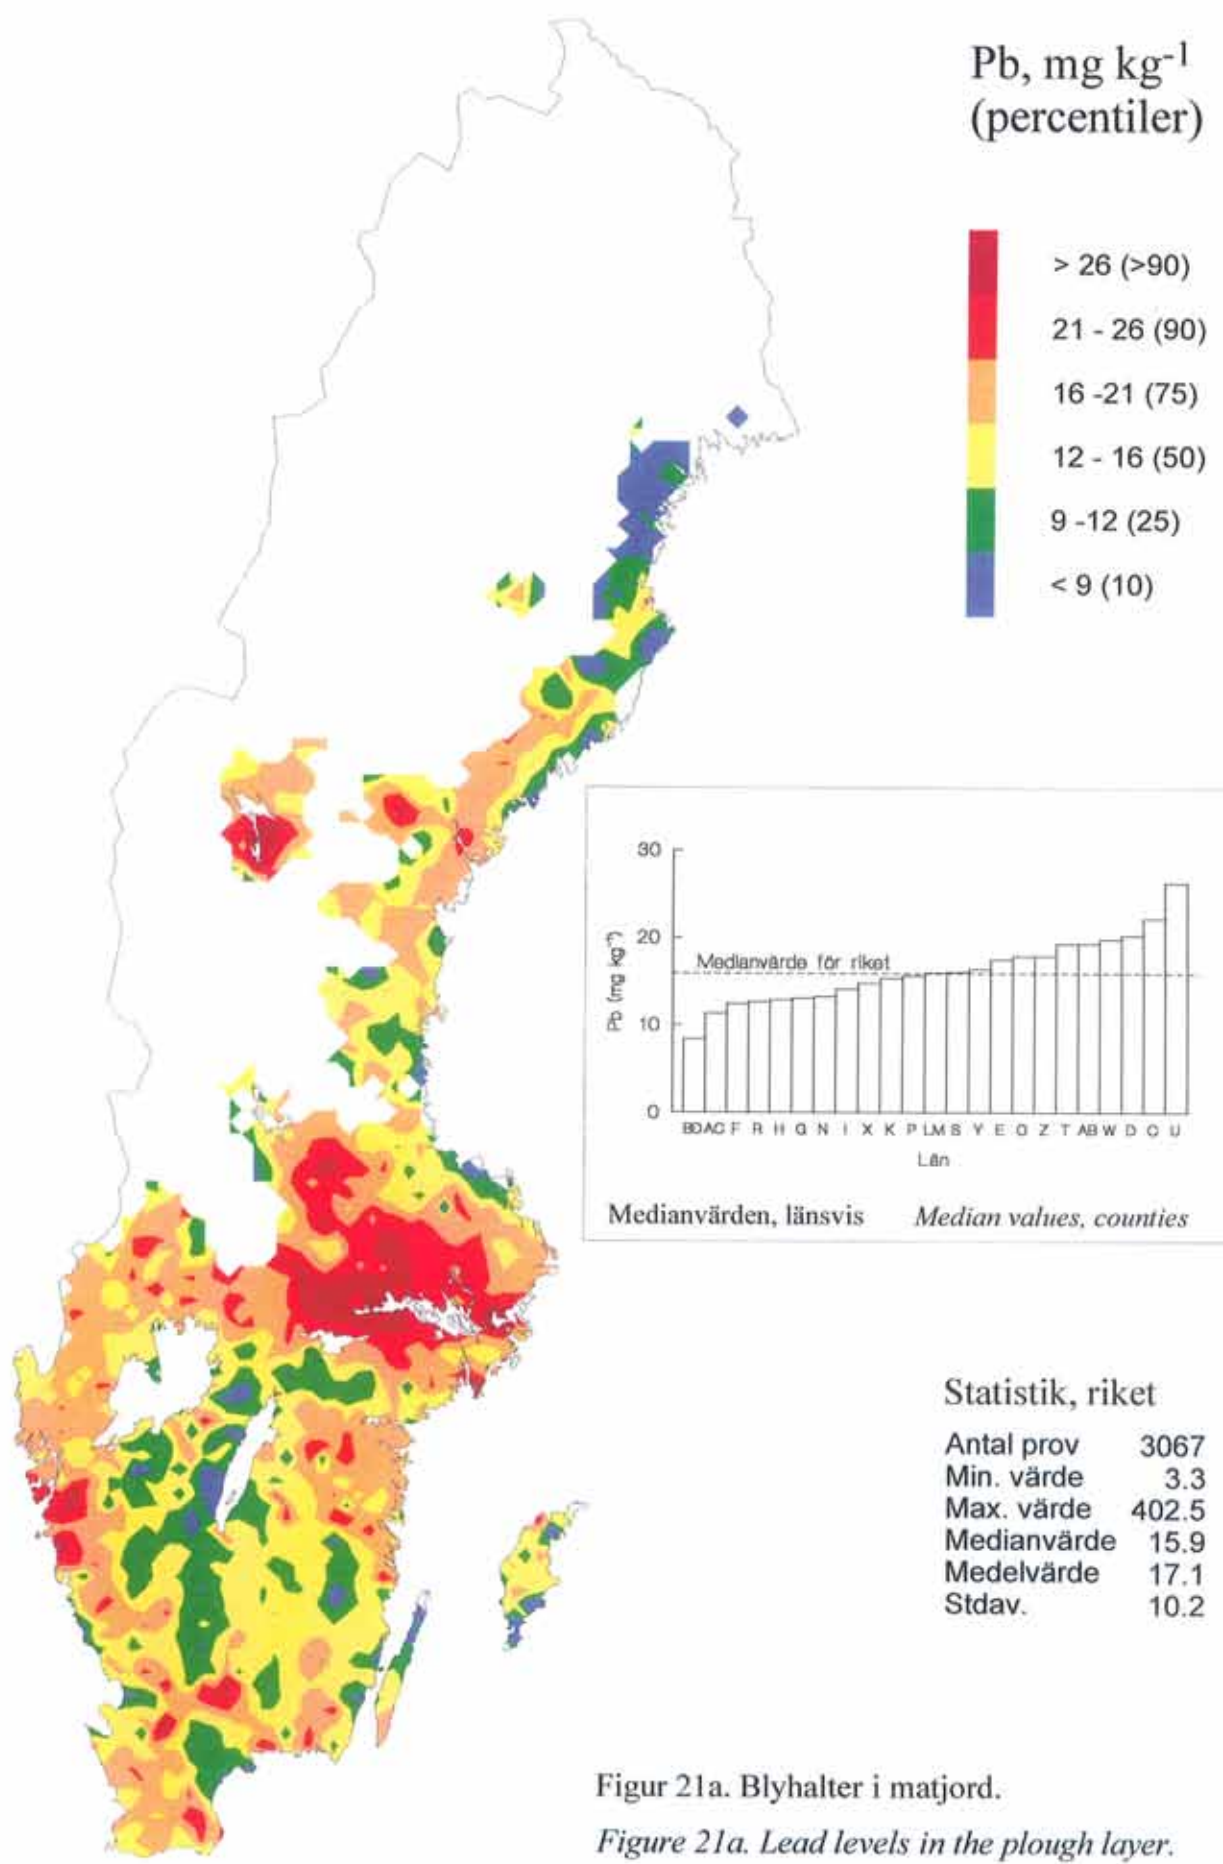 Pb, mg kg-1
(percentiler)
> 26 (>90)
21 - 26 (90)
16 -21 (75)
12 - 16 (50)
9 -12 (25)
< 9 (10)
30
20
10
0
Pb (mg kg-1)
Medianvärde för riket
BD AC F R H G N I X K P LM S Y E O Z T AB W D C U
Län
Medianvärden, länsvis Median values, counties
Statistik, riket
Antal prov 3067
Min. värde 3.3
Max. värde 402.5
Medianvärde 15.9
Medelvärde 17.1
Stdav. 10.2
Figur 21a. Blyhalter i matjord.
Figure 21a. Lead levels in the plough layer.